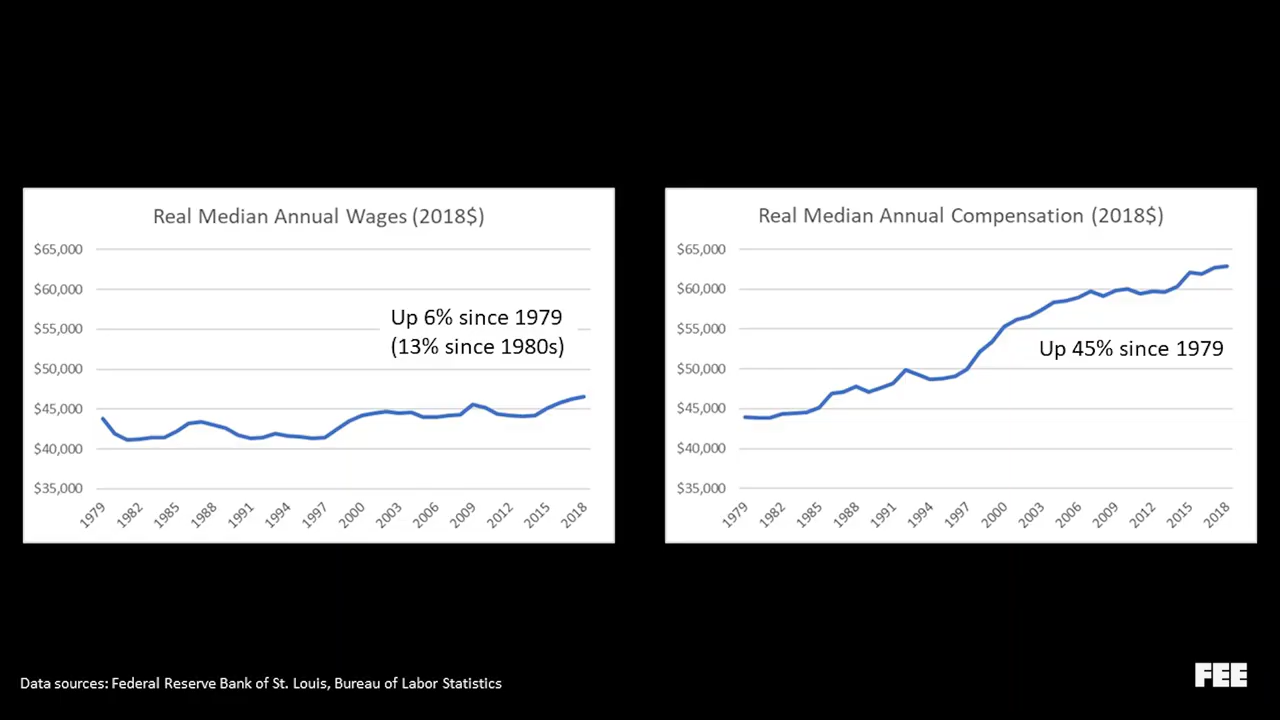 Real Median Annual Wages (2018$)
$65,000
$60,000
$55,000
$50,000
$45,000
$40,000
$35,000
Up 6% since 1979
(13% since 1980s)
1979 1982 1985 1988 1991 1994 1997 2000 2003 2006 2009 2012 2015 2018
Real Median Annual Compensation (2018$)
$65,000
$60,000
$55,000
$50,000
$45,000
$40,000
$35,000
Up 45% since 1979
1979 1982 1985 1988 1991 1994 1997 2000 2003 2006 2009 2012 2015 2018
Data sources: Federal Reserve Bank of St. Louis, Bureau of Labor Statistics
FEE